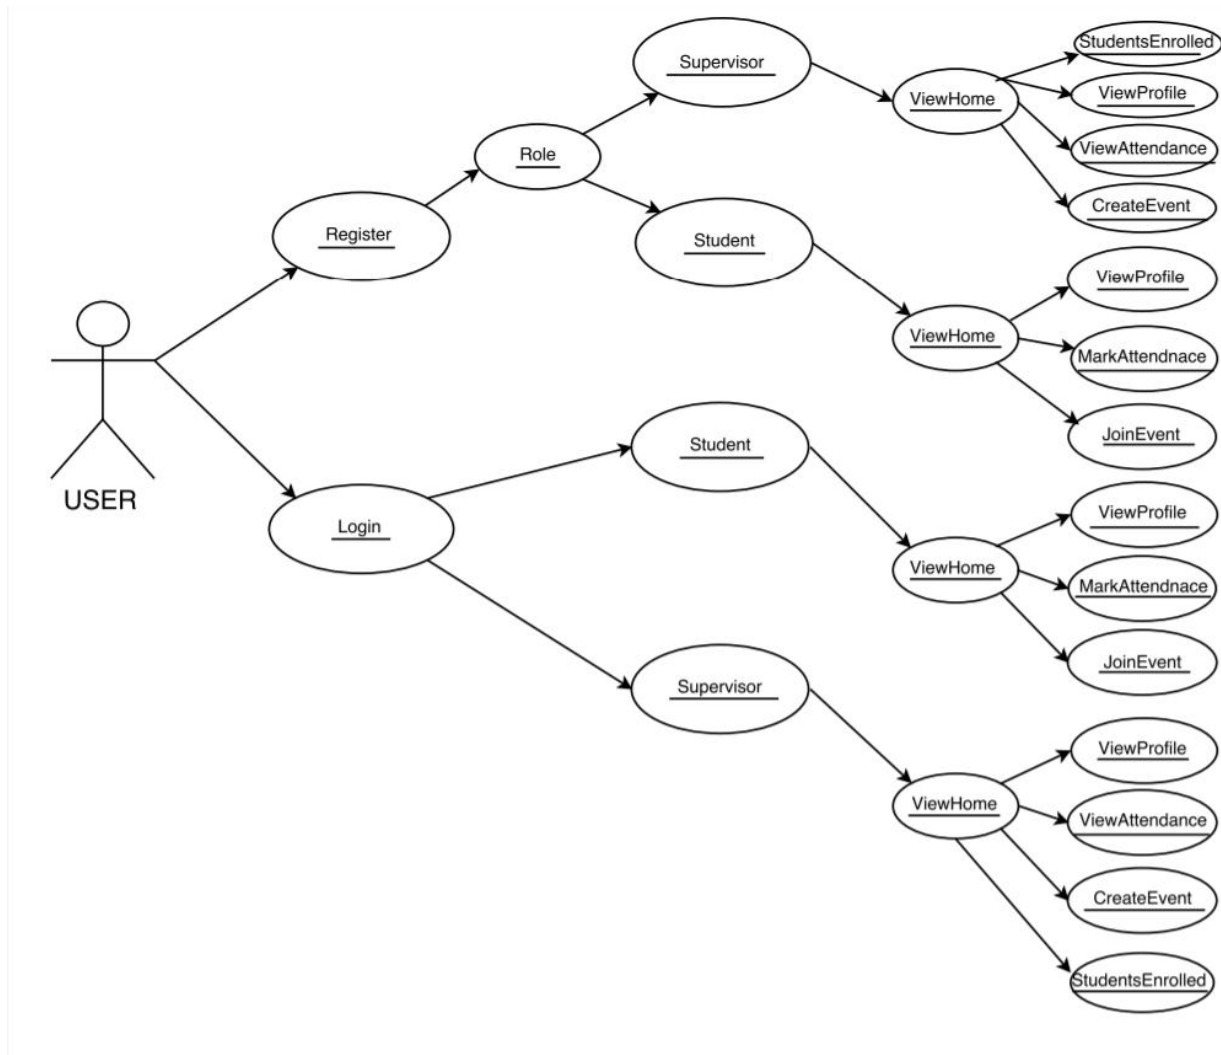 StudentsEnrolled
Supervisor
ViewHome
ViewProfile
Role
ViewAttendance
CreateEvent
Register
Student
ViewProfile
ViewHome
MarkAttendnace
JoinEvent
Student
USER
ViewProfile
Login
ViewHome
MarkAttendnace
JoinEvent
Supervisor
ViewProfile
ViewHome
ViewAttendance
CreateEvent
StudentsEnrolled